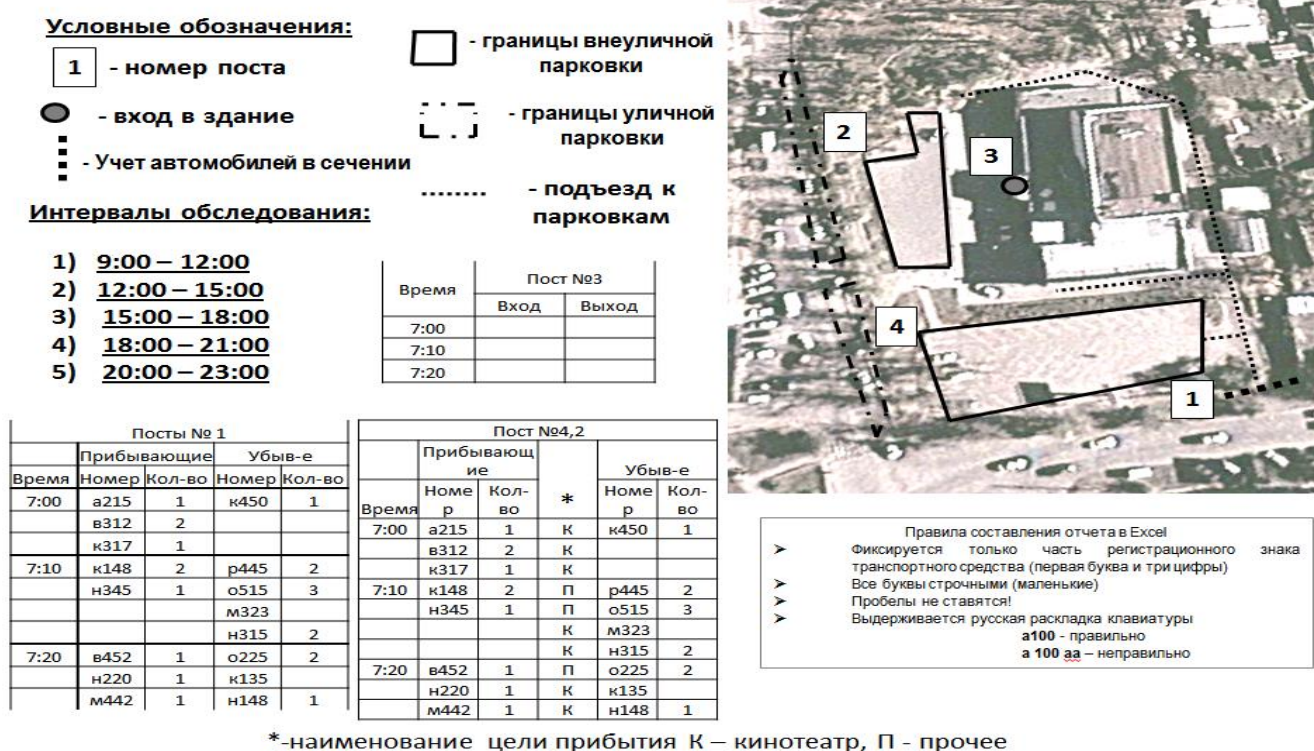 Условные обозначения:
1 - номер поста
- вход в здание
- Учет автомобилей в сечении
- границы внеуличной
парковки
- границы уличной
парковки
- подъезд к
парковкам
Интервалы обследования:
1) 9:00 – 12:00
2) 12:00 – 15:00
3) 15:00 – 18:00
4) 18:00 – 21:00
5) 20:00 – 23:00
Время Пост №3
Вход Выход
7:00
7:10
7:20
2
3
4
1
Посты № 1
Прибывающие Убыв-е
Время Номер Кол-во Номер Кол-во
7:00 а215 1 к450 1
в312 2
к317 1
7:10 к148 2 р445 2
н345 1 о515 3
м323
н315 2
7:20 в452 1 о225 2
н220 1 к135
м442 1 н148 1
Пост №4,2
Прибывающ
ие Убыв-е
Время Номе
р Кол-
во * Номе
р Кол-
во
7:00 а215 1 К к450 1
в312 2 К
к317 1 К
7:10 к148 2 П р445 2
н345 1 П о515 3
К м323
К н315 2
7:20 в452 1 П о225 2
н220 1 К к135
м442 1 К н148 1
Правила составления отчета в Excel
Фиксируется только часть регистрационного знака
транспортного средства (первая буква и три цифры)
Все буквы строчными (маленькие)
Пробелы не ставятся!
Выдерживается русская раскладка клавиатуры
а100 - правильно
а 100 аа – неправильно
*-наименование цели прибытия К – кинотеатр, П - прочее